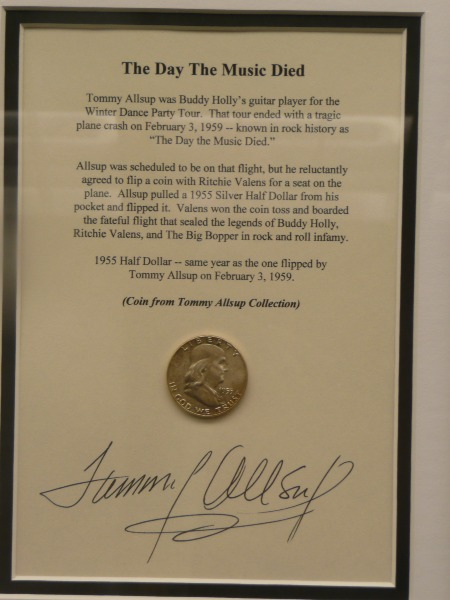 The Day The Music Died
Tommy Allsup was Buddy Holly's guitar player for the
Winter Dance Party Tour. That tour ended with a tragic
plane crash on February 3, 1959 -- known in rock history as
"The Day the Music Died."
Allsup was scheduled to be on that flight, but he reluctantly
agreed to flip a coin with Ritchie Valens for a seat on the
plane. Allsup pulled a 1955 Silver Half Dollar from his
pocket and flipped it. Valens won the coin toss and boarded
the fateful flight that sealed the legends of Buddy Holly,
Ritchie Valens, and The Big Bopper in rock and roll infamy.
1955 Half Dollar -- same year as the one flipped by
Tommy Allsup on February 3, 1959.
(Coin from Tommy Allsup Collection)
LIBERTY
1955
IN GOD WE TRUST
Tommy Allsup